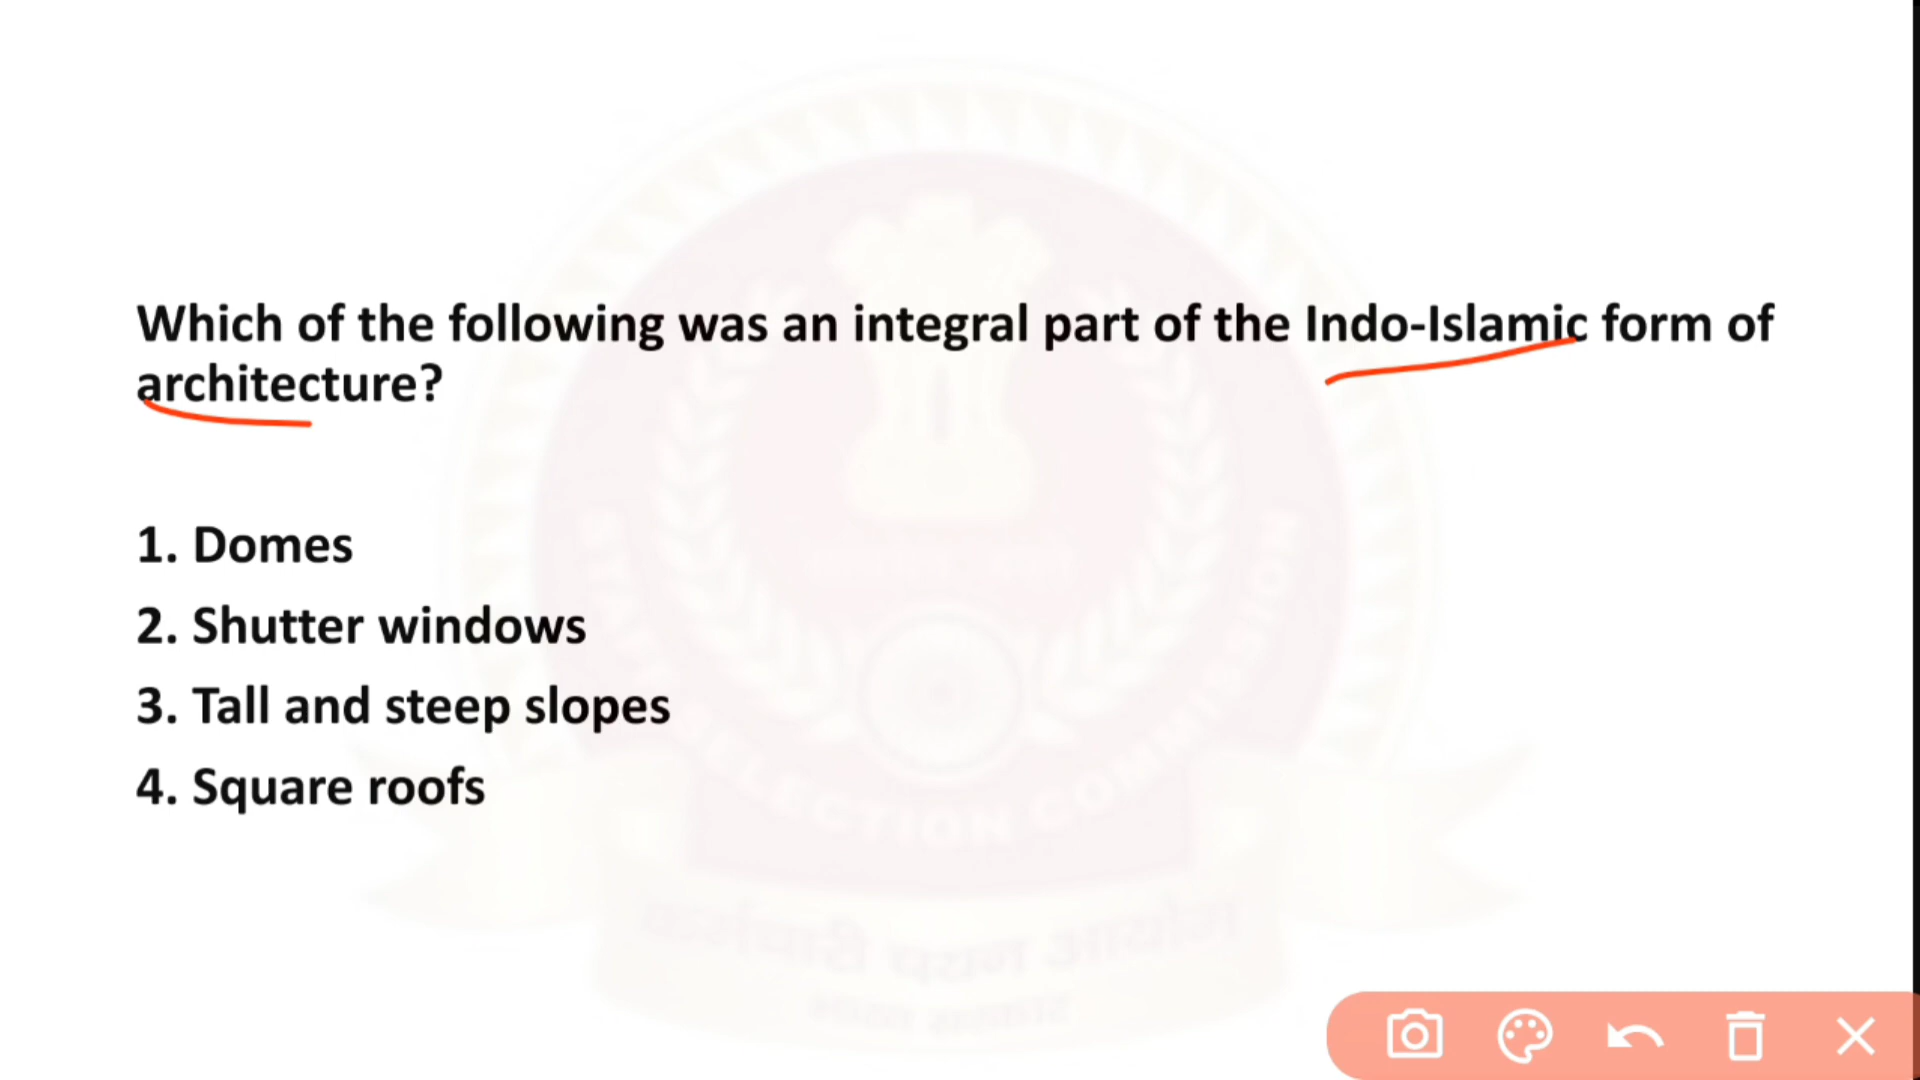 Which of the following was an integral part of the Indo-Islamic form of
architecture?
1. Domes
2. Shutter windows
3. Tall and steep slopes
4. Square roofs